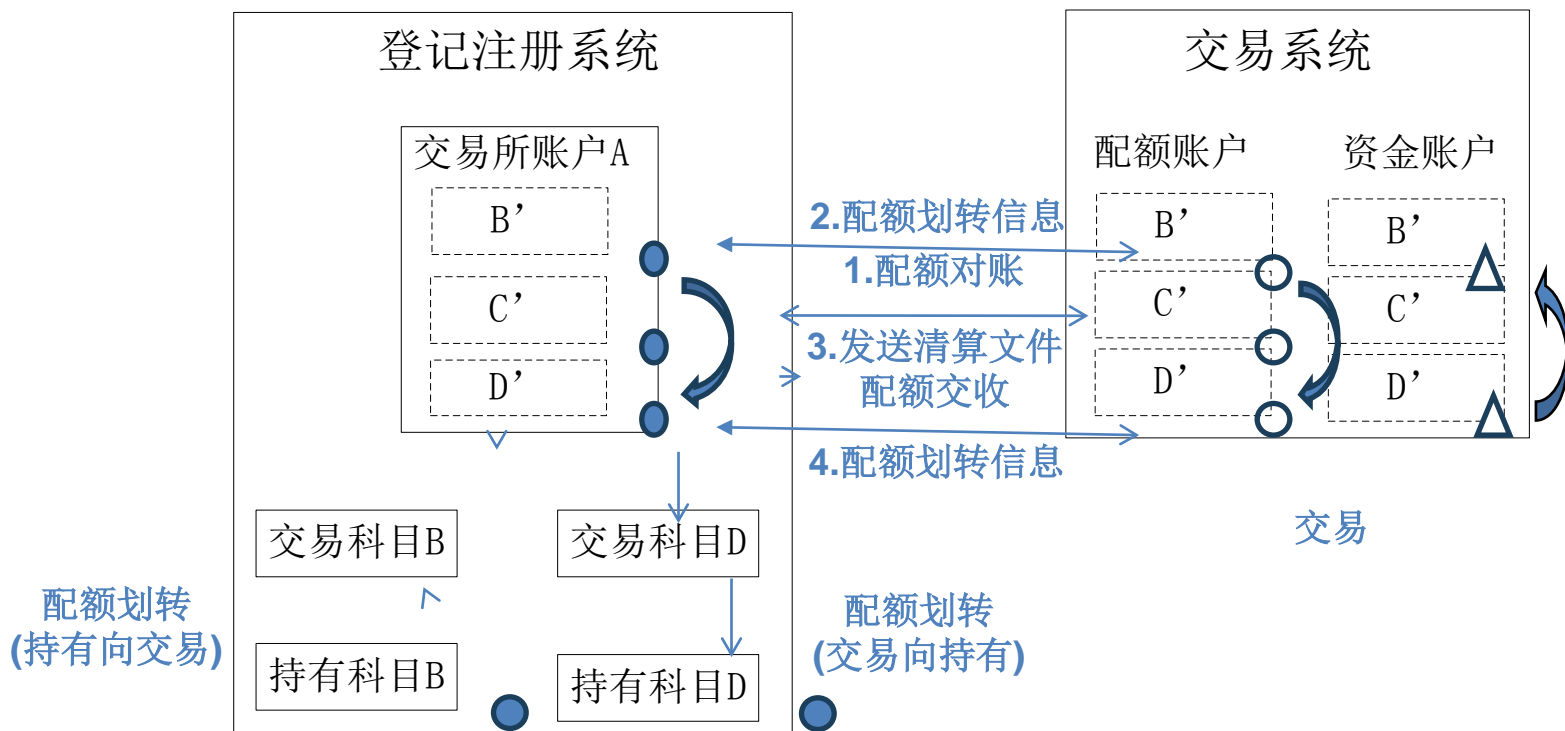 登记注册系统
交易系统
交易所账户A
B’
C’
D’
配额账户
资金账户
B’
C’
D’
B’
C’
D’
2.配额划转信息
1.配额对账
3.发送清算文件
配额交收
4.配额划转信息
交易
交易科目B
交易科目D
配额划转
(持有向交易)
配额划转
(交易向持有)
持有科目B
持有科目D